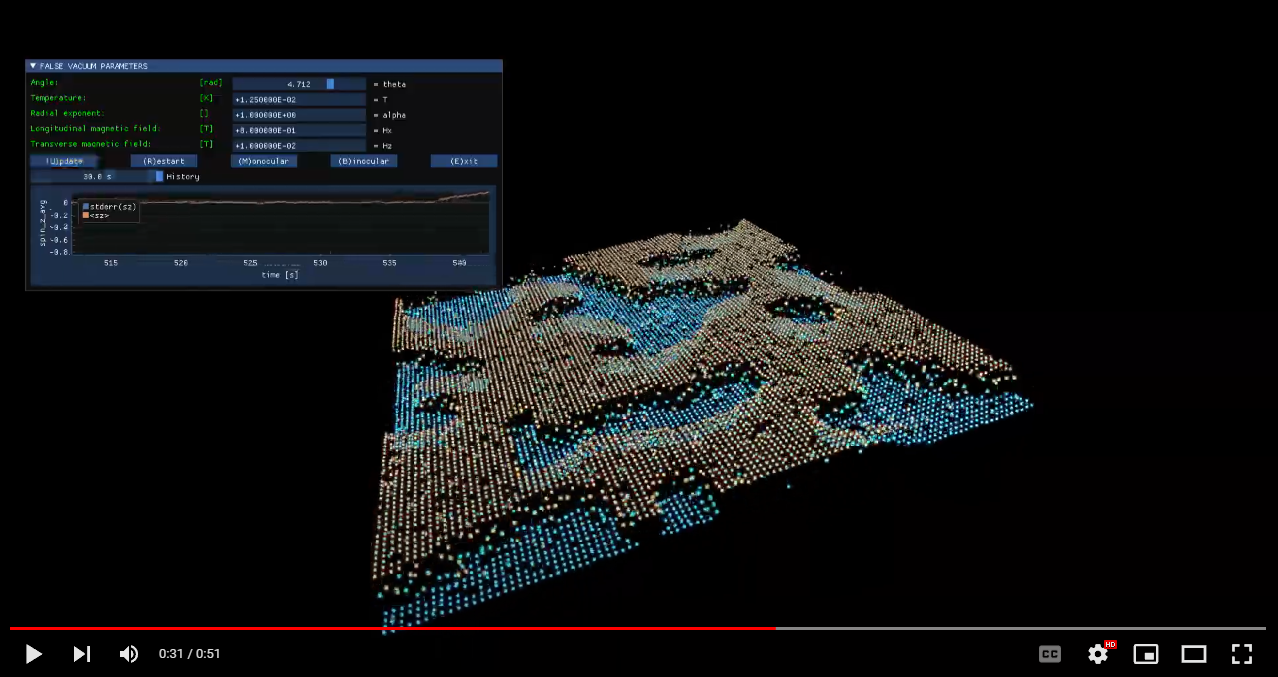 ▼ FALSE VACUUM PARAMETERS
Angle: [rad] 4.712 = theta
Temperature: [K] +1.250000E-02 = T
Radial exponent: [] +1.000000E+00 = alpha
Longitudinal magnetic field: [T] +8.000000E-01 = Hx
Transverse magnetic field: [T] +1.000000E-02 = Hz
(U)pdate (R)estart (M)onocular (B)inocular (E)xit
30.0 s History
spin_z_avg
0
-0.2
-0.4
-0.6
-0.8
stderr(sz)
<sz>
515 520 525 530 535 540
time [s]
0:31 / 0:51 CC HD